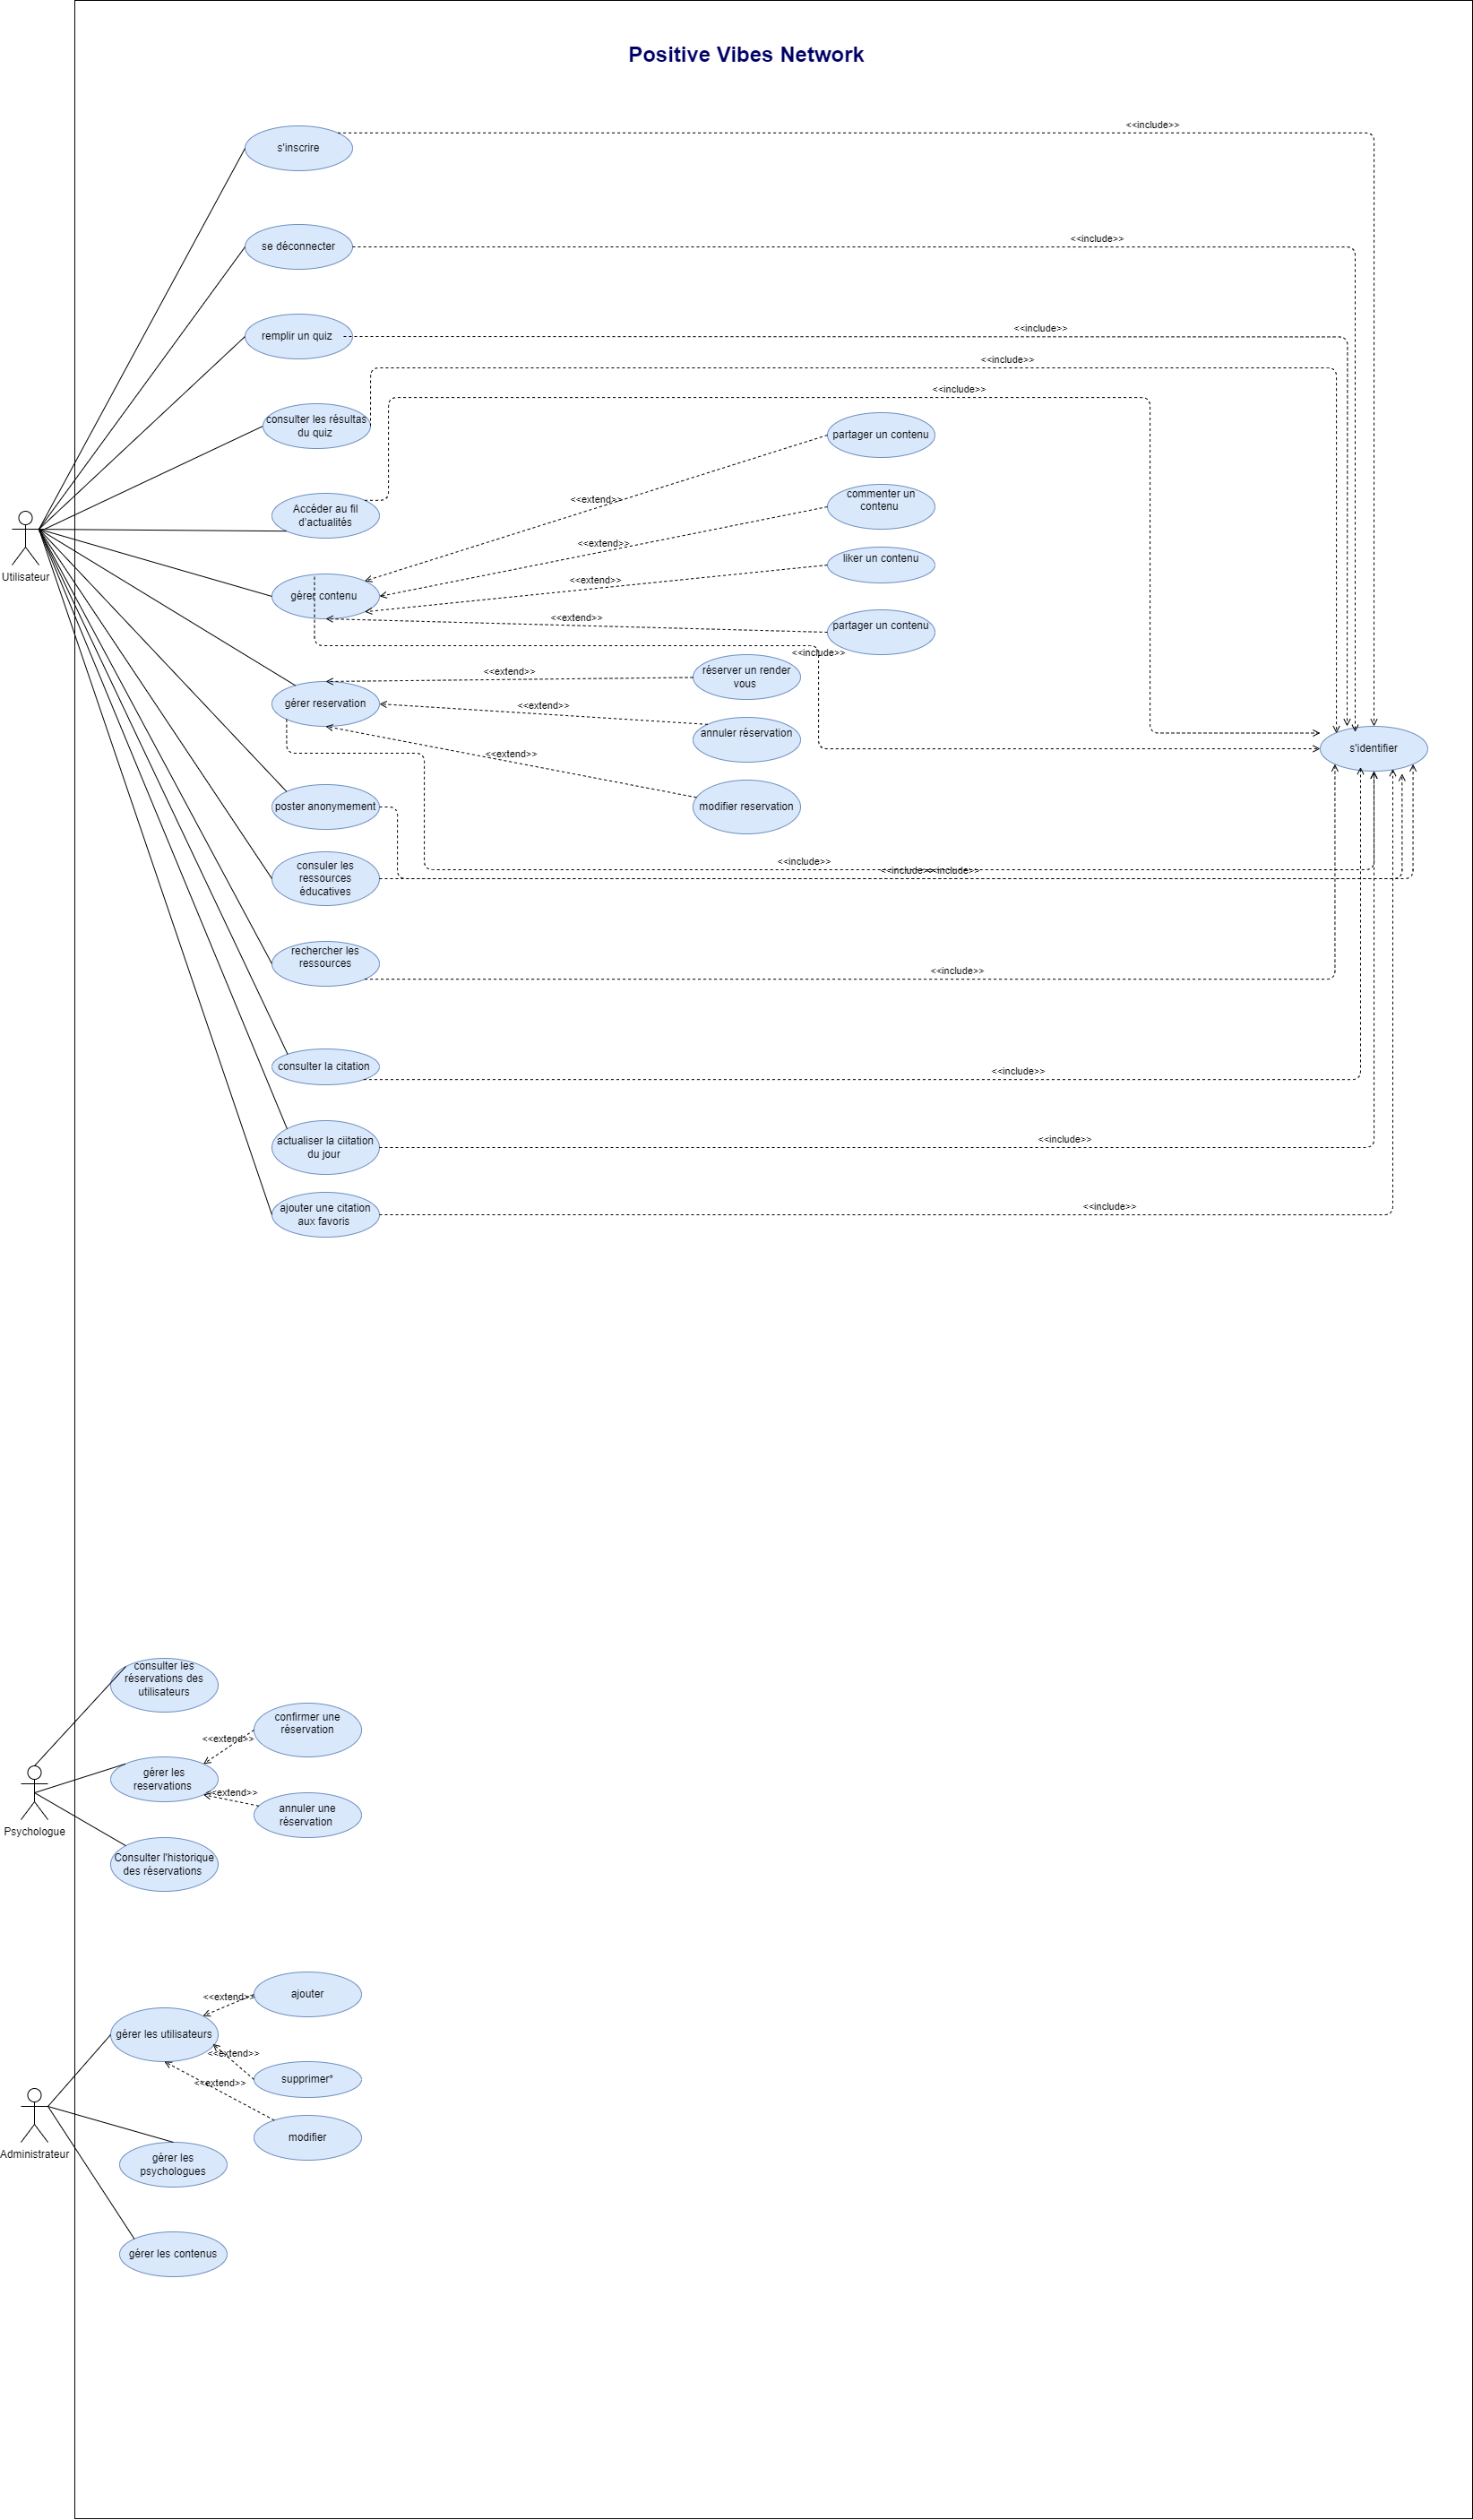 Positive Vibes Network
s'inscrire
<<include>>
se déconnecter
<<include>>
remplir un quiz
<<include>>
<<include>>
<<include>>
consulter les résultas
du quiz
partager un contenu
<<extend>>
commenter un
contenu
Accéder au fil
d'actualités
<<extend>>
liker un contenu
<<extend>>
Utilisateur
gérer contenu
<<extend>>
partager un contenu
<<include>>
<<extend>>
réserver un render
vous
gérer reservation
<<extend>>
annuler réservation
<<extend>>
s'identifier
poster anonymement
modifier reservation
<<include>>
<<include>>
<<include>>
consuler les
ressources
éducatives
rechercher les
ressources
<<include>>
consulter la citation
<<include>>
actualiser la ciitation
du jour
<<include>>
ajouter une citation
aux favoris
<<include>>
consulter les
réservations des
utilisateurs
confirmer une
réservation
<<extend>>
gérer les
reservations
<<extend>>
annuler une
réservation
Psychologue
Consulter l'historique
des réservations
ajouter
<<extend>>
gérer les utilisateurs
<<extend>>
supprimer*
<<extend>>
modifier
Administrateur
gérer les
psychologues
gérer les contenus